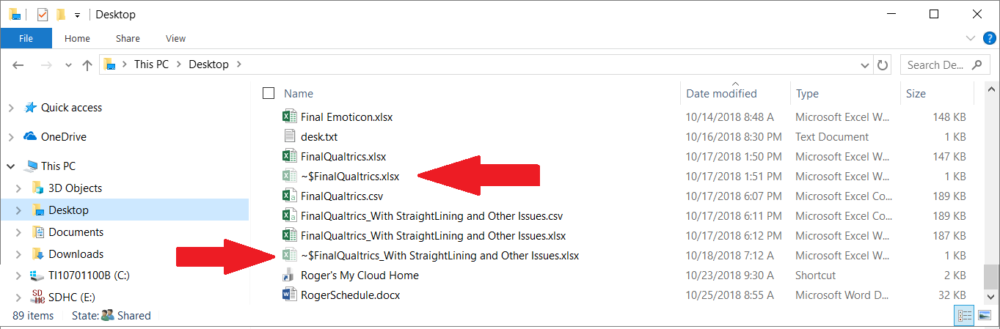 Desktop
File Home Share View
This PC Desktop Search De...
Name Date modified Type Size
Quick access
OneDrive
This PC
3D Objects
Desktop
Documents
Downloads
TI10701100B (C:)
SDHC (E:)
Final Emoticon.xlsx 10/14/2018 8:48 A Microsoft Excel W... 148 KB
desk.txt 10/16/2018 8:30 PM Text Document 1 KB
FinalQualtrics.xlsx 10/17/2018 1:50 PM Microsoft Excel W... 147 KB
~$FinalQualtrics.xlsx 10/17/2018 1:51 PM Microsoft Excel W... 1 KB
FinalQualtrics.csv 10/17/2018 6:07 PM Microsoft Excel Co... 189 KB
FinalQualtrics_With StraightLining and Other Issues.csv 10/17/2018 6:11 PM Microsoft Excel Co... 189 KB
FinalQualtrics_With StraightLining and Other Issues.xlsx 10/17/2018 6:12 PM Microsoft Excel W... 187 KB
~$FinalQualtrics_With StraightLining and Other Issues.xlsx 10/18/2018 7:12 A Microsoft Excel W... 1 KB
Roger's My Cloud Home 10/23/2018 9:30 A Shortcut 2 KB
RogerSchedule.docx 10/25/2018 8:55 A Microsoft Word D... 32 KB
89 items State: Shared